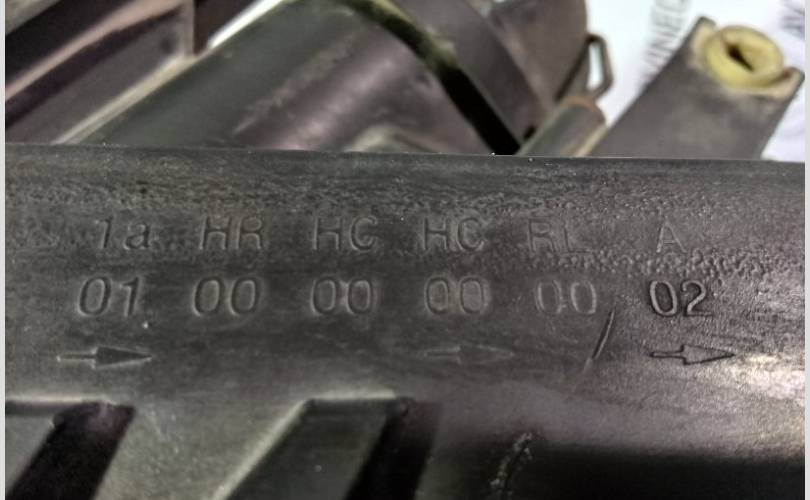 1a HR HC HC RL A
01 00 00 00 00 02
→ → / →